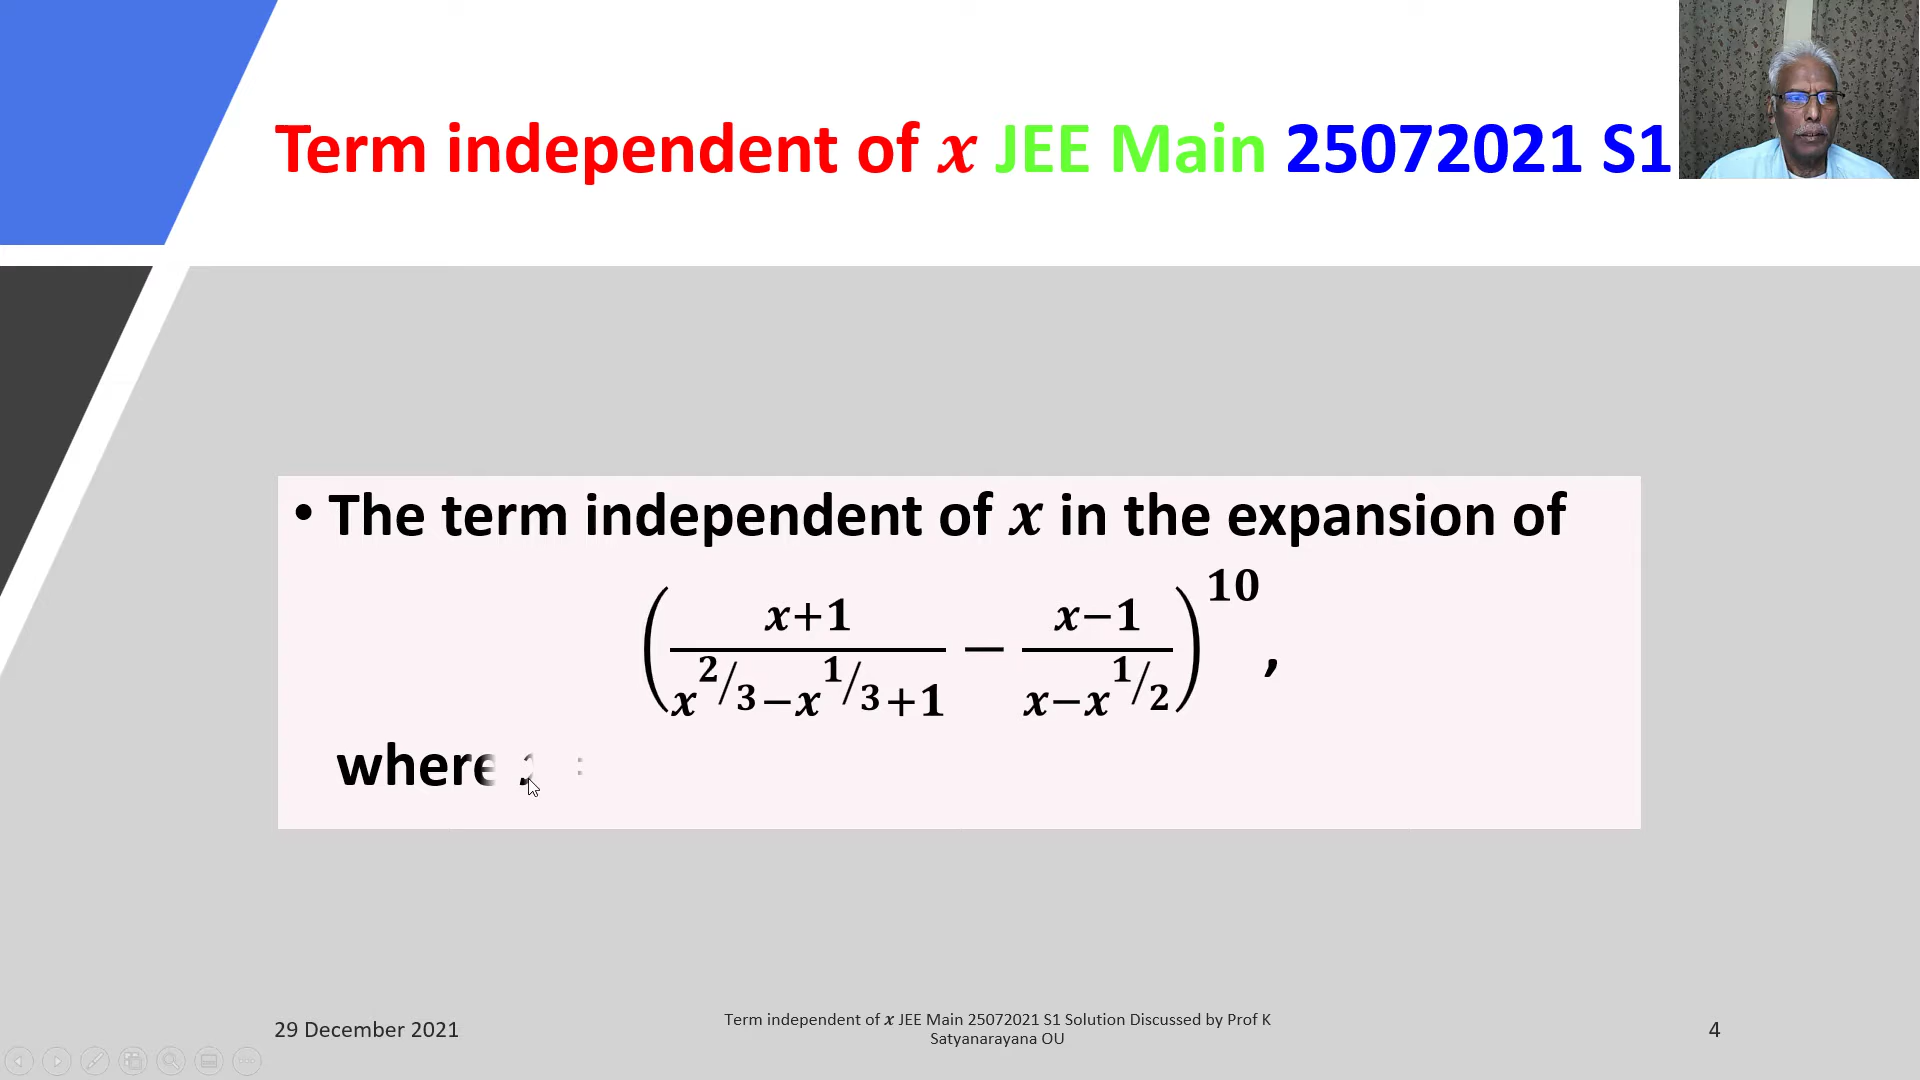 Term independent of x JEE Main 25072021 S1
• The term independent of x in the expansion of
((x+1)/(x^(2/3)−x^(1/3)+1) − (x−1)/(x−x^(1/2)))^10,
where
29 December 2021
Term independent of x JEE Main 25072021 S1 Solution Discussed by Prof K
Satyanarayana OU
4